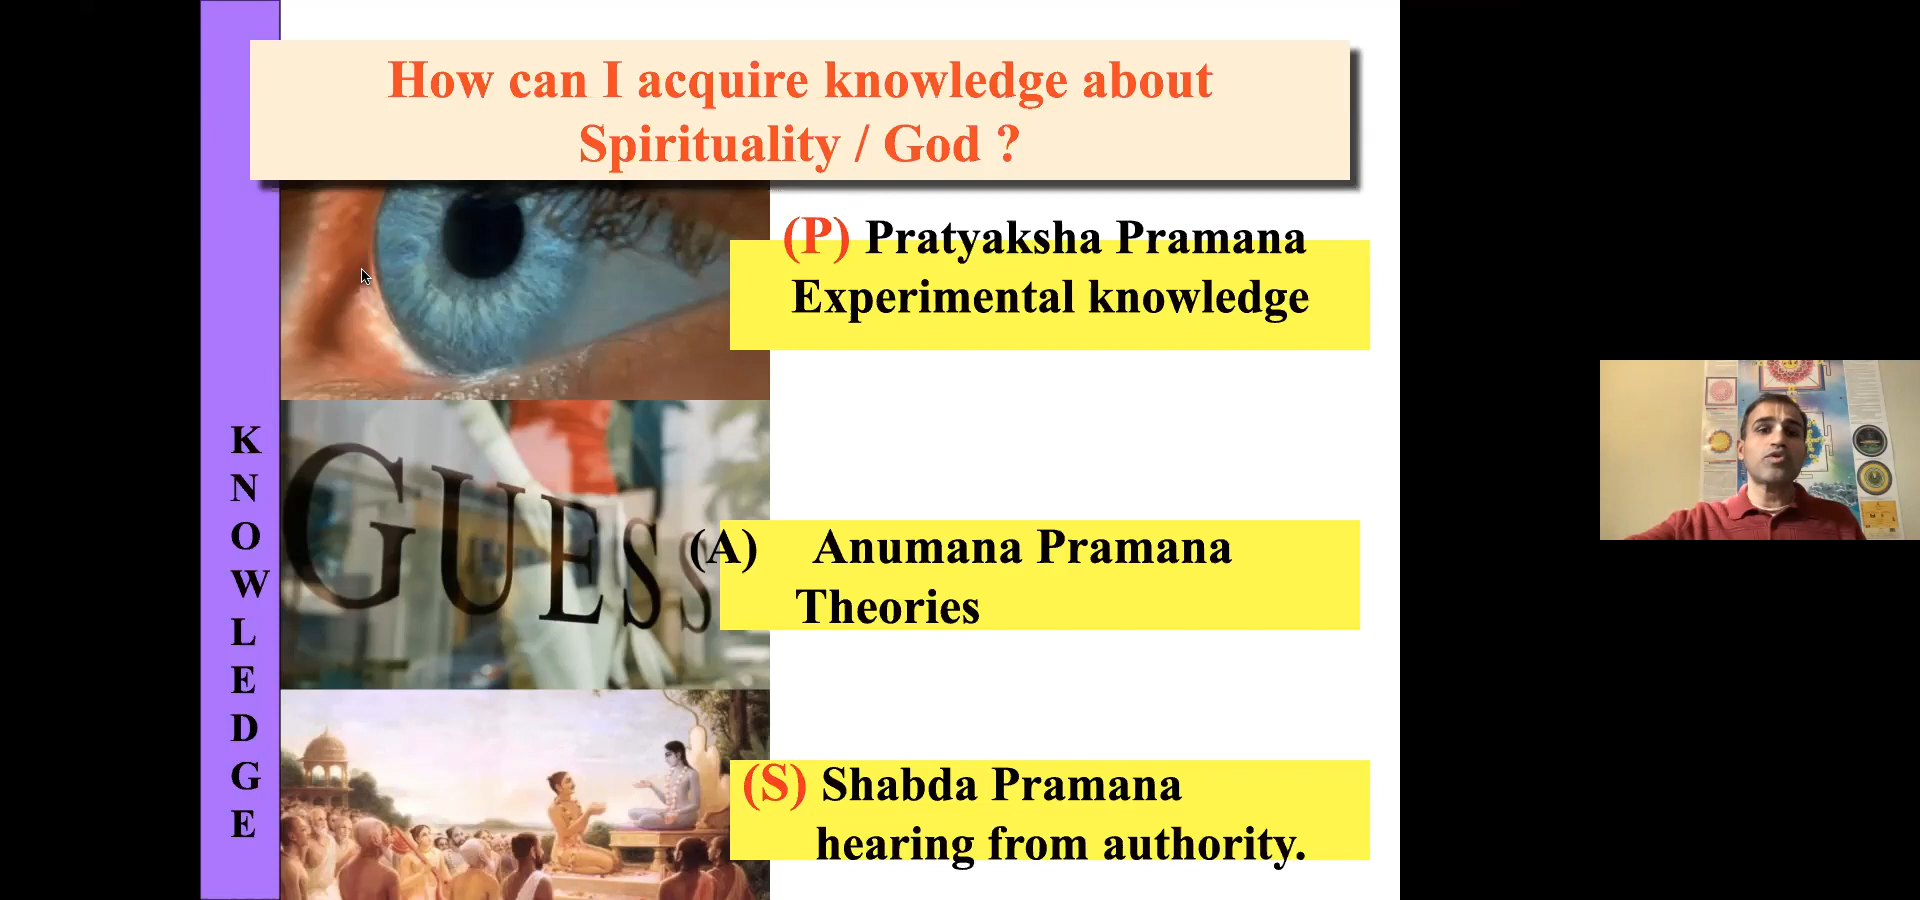 How can I acquire knowledge about
Spirituality / God ?
(P) Pratyaksha Pramana
Experimental knowledge
GUESS
(A) Anumana Pramana
Theories
(S) Shabda Pramana
hearing from authority.
KNOWLEDGE